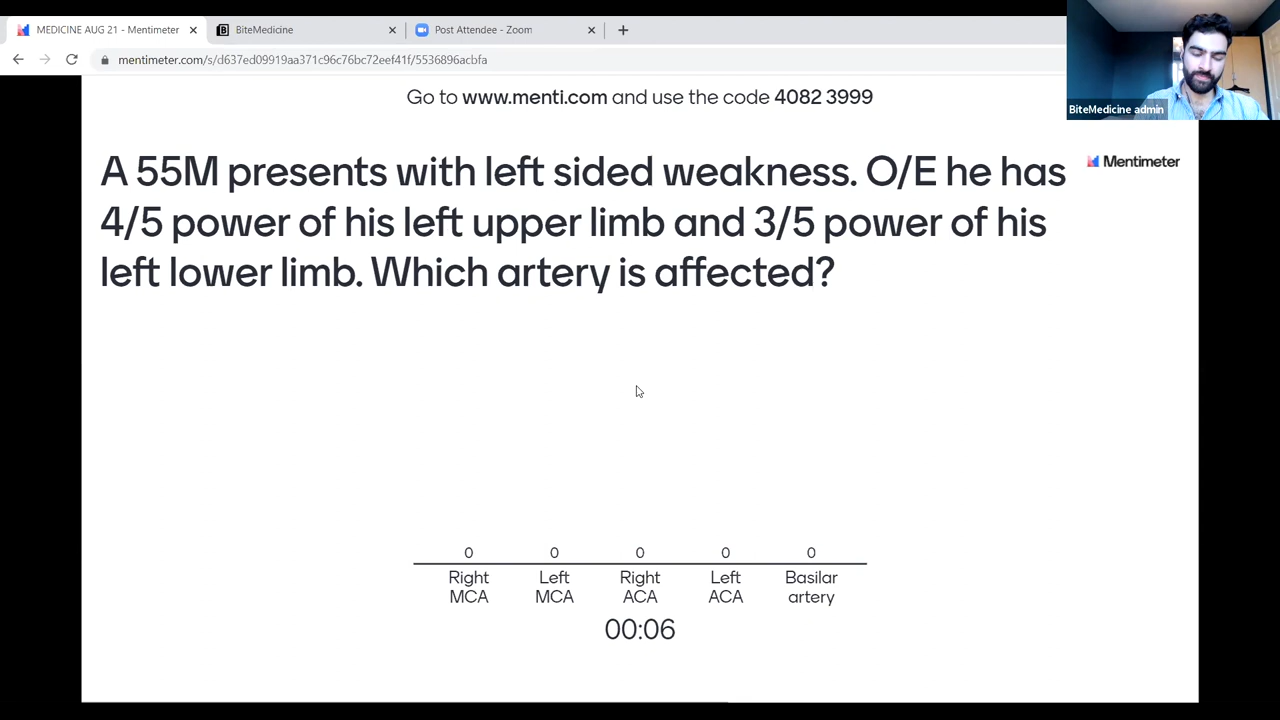 MEDICINE AUG 21 - Mentimeter
BiteMedicine
Post Attendee - Zoom
mentimeter.com/s/d637ed09919aa371c96c76bc72eef41f/5536896acbfa
BiteMedicine admin
Go to www.menti.com and use the code 4082 3999
Mentimeter
A 55M presents with left sided weakness. O/E he has
4/5 power of his left upper limb and 3/5 power of his
left lower limb. Which artery is affected?
0 0 0 0 0
Right Left Right Left Basilar
MCA MCA ACA ACA artery
00:06